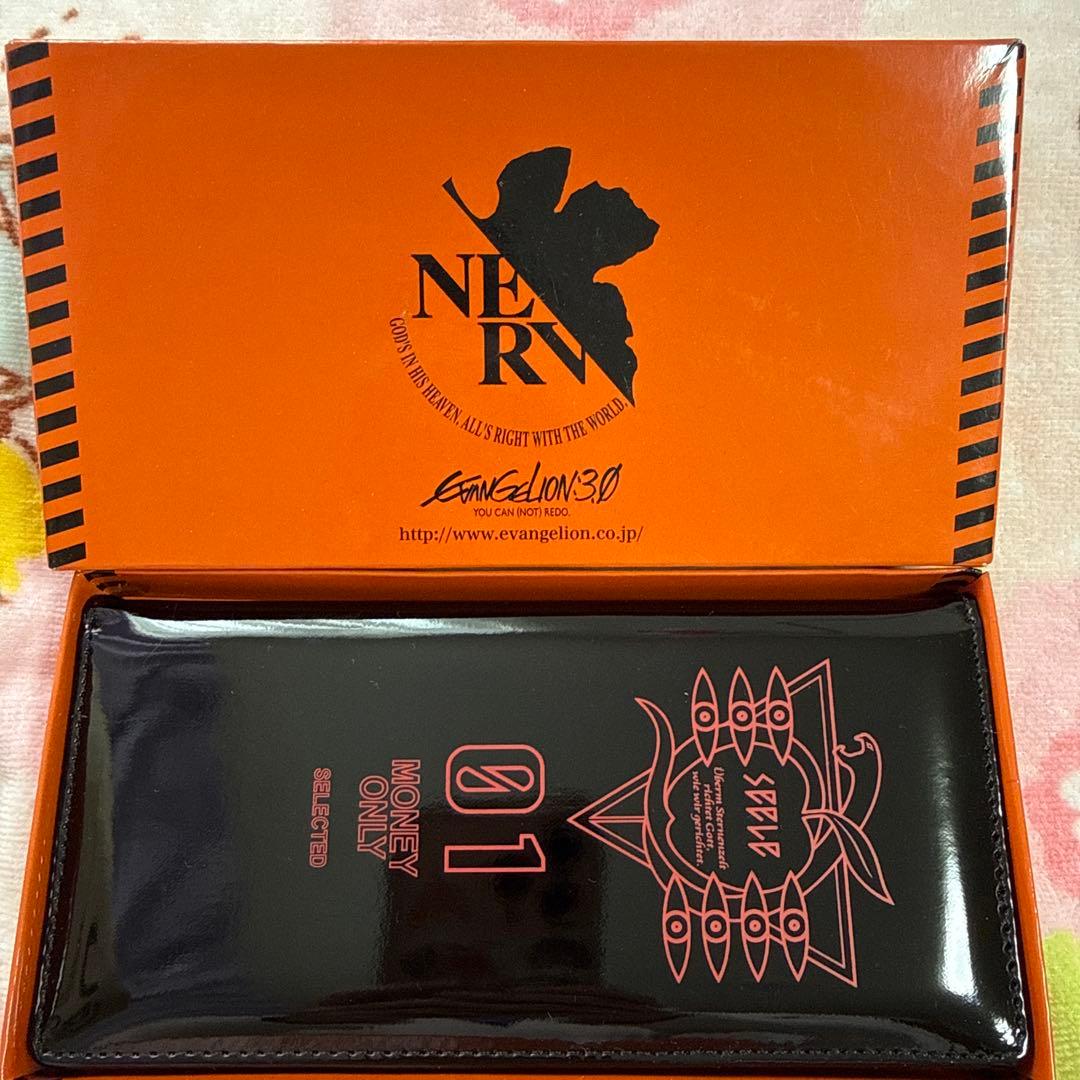 NE
RV
GOD'S IN HIS HEAVEN, ALL'S RIGHT WITH THE WORLD.
EVANGELION:3.0
YOU CAN (NOT) REDO.
http://www.evangelion.co.jp/
SEELE
Überm Sternenzelt
richtet Gott,
wie wir gerichtet.
01
MONEY
ONLY
SELECTED